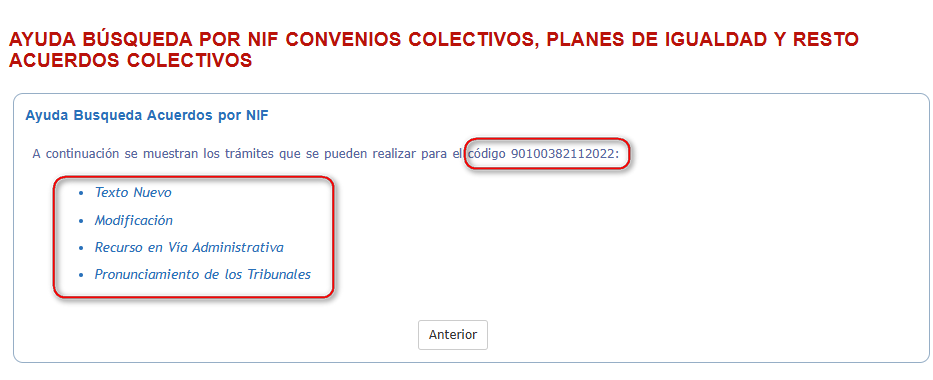 AYUDA BÚSQUEDA POR NIF CONVENIOS COLECTIVOS, PLANES DE IGUALDAD Y RESTO
ACUERDOS COLECTIVOS
Ayuda Busqueda Acuerdos por NIF
A continuación se muestran los trámites que se pueden realizar para el código 90100382112022:
Texto Nuevo
Modificación
Recurso en Vía Administrativa
Pronunciamiento de los Tribunales
Anterior